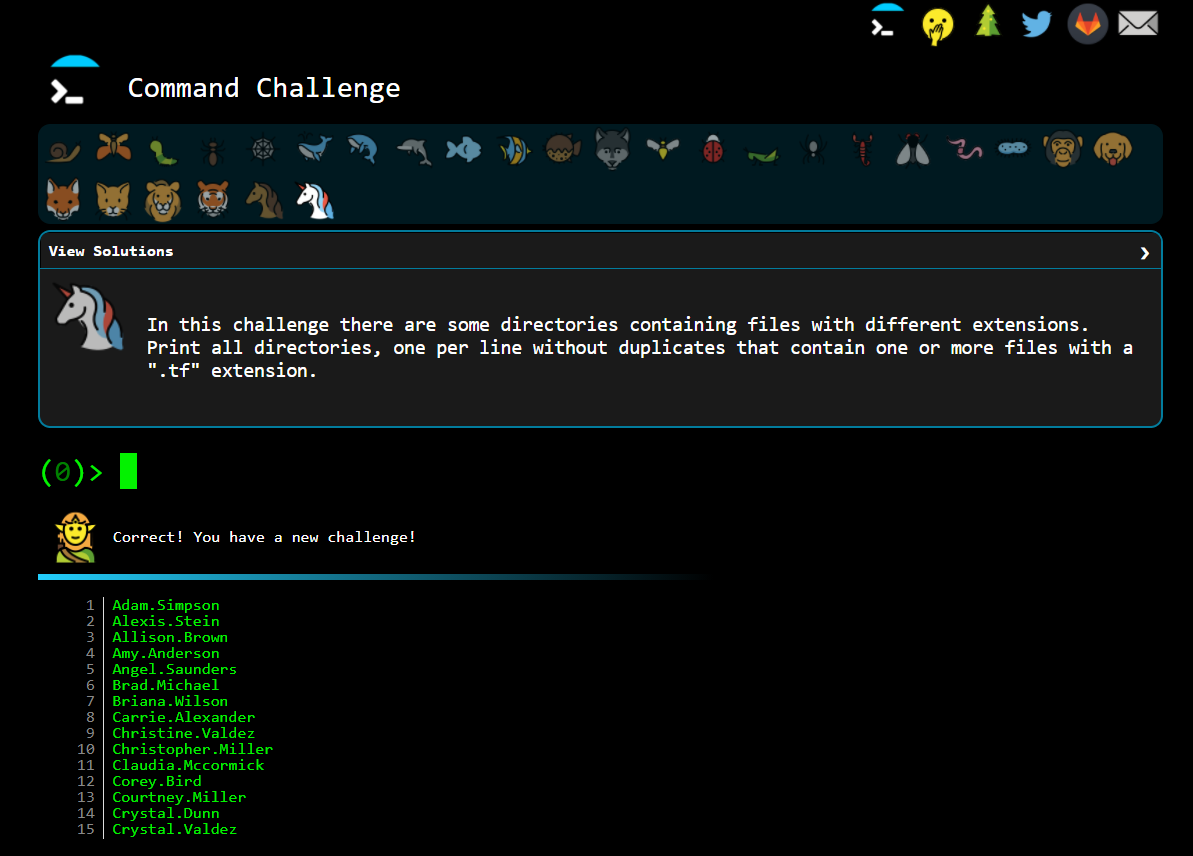 Command Challenge
View Solutions
In this challenge there are some directories containing files with different extensions.
Print all directories, one per line without duplicates that contain one or more files with a
".tf" extension.
(0)>
Correct! You have a new challenge!
1 Adam.Simpson
2 Alexis.Stein
3 Allison.Brown
4 Amy.Anderson
5 Angel.Saunders
6 Brad.Michael
7 Briana.Wilson
8 Carrie.Alexander
9 Christine.Valdez
10 Christopher.Miller
11 Claudia.Mccormick
12 Corey.Bird
13 Courtney.Miller
14 Crystal.Dunn
15 Crystal.Valdez